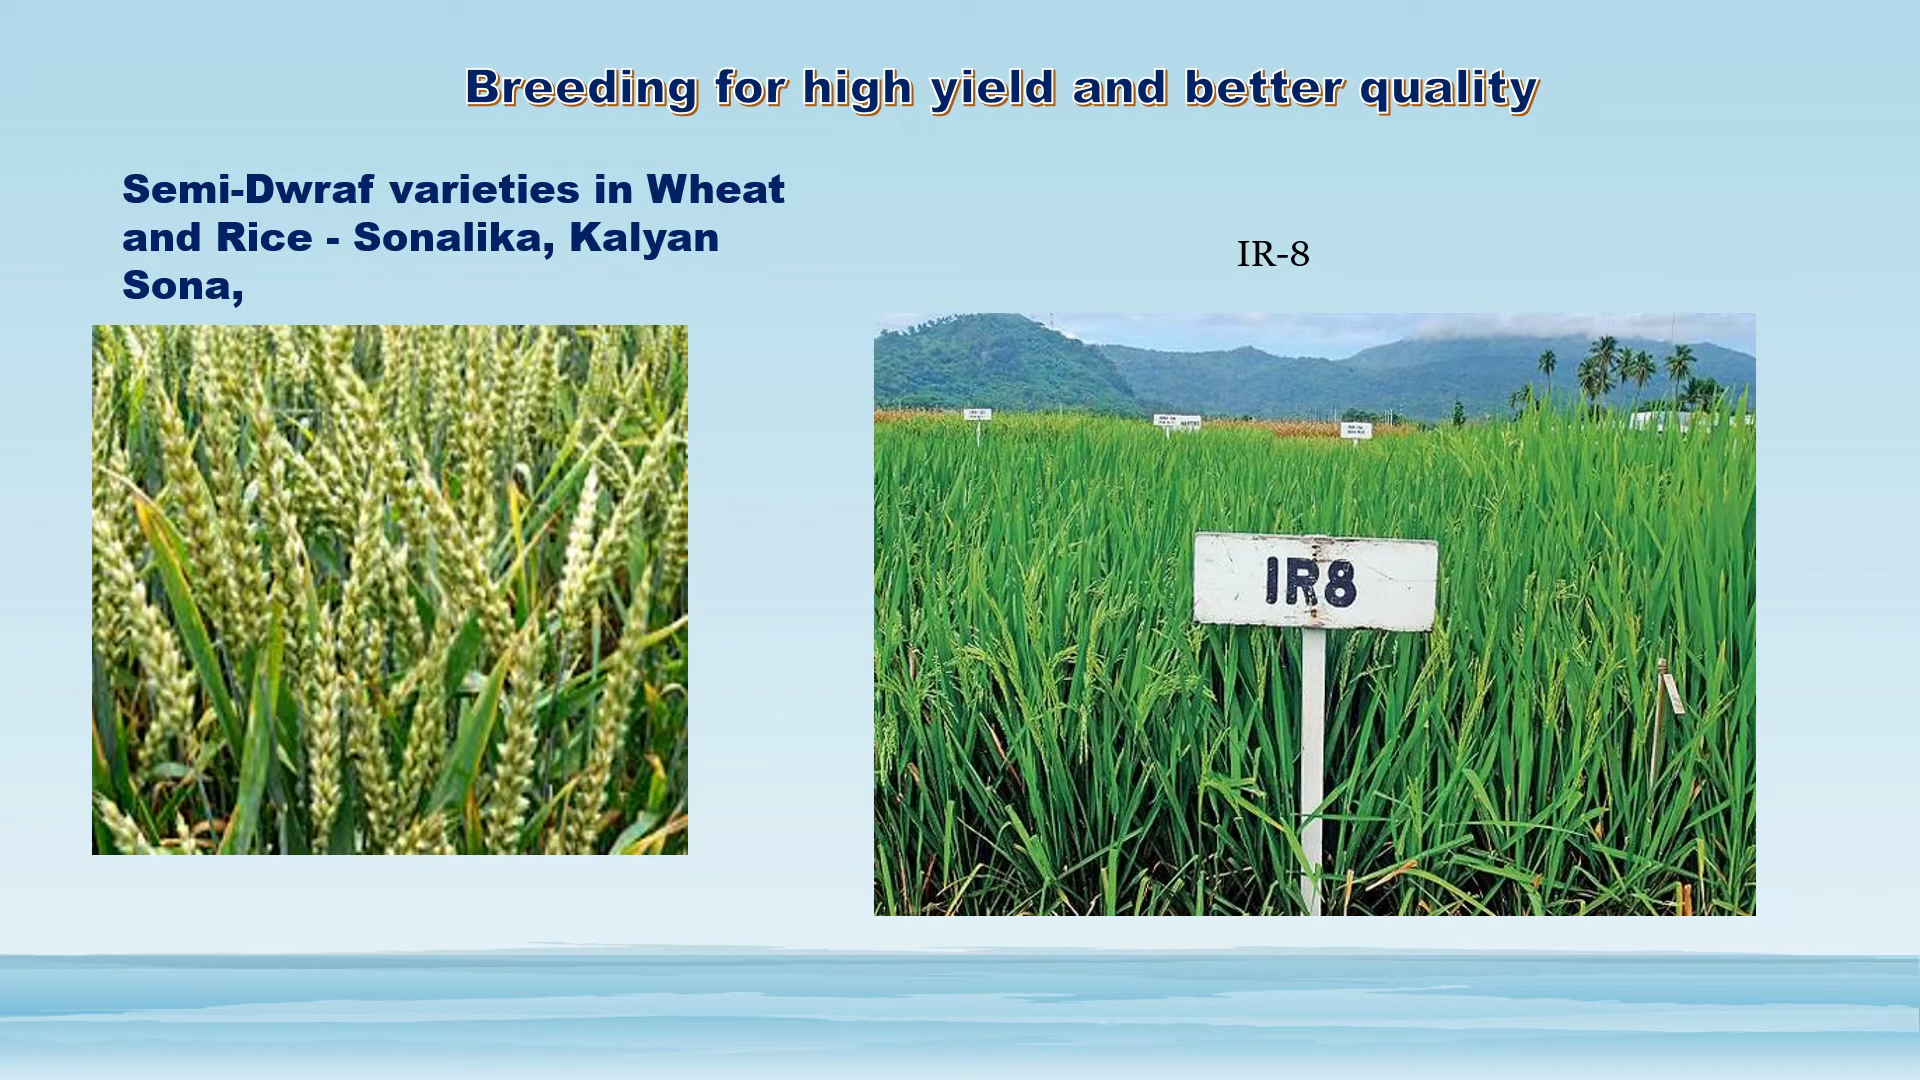 Breeding for high yield and better quality
Semi-Dwraf varieties in Wheat
and Rice - Sonalika, Kalyan
Sona,
IR-8
IR8